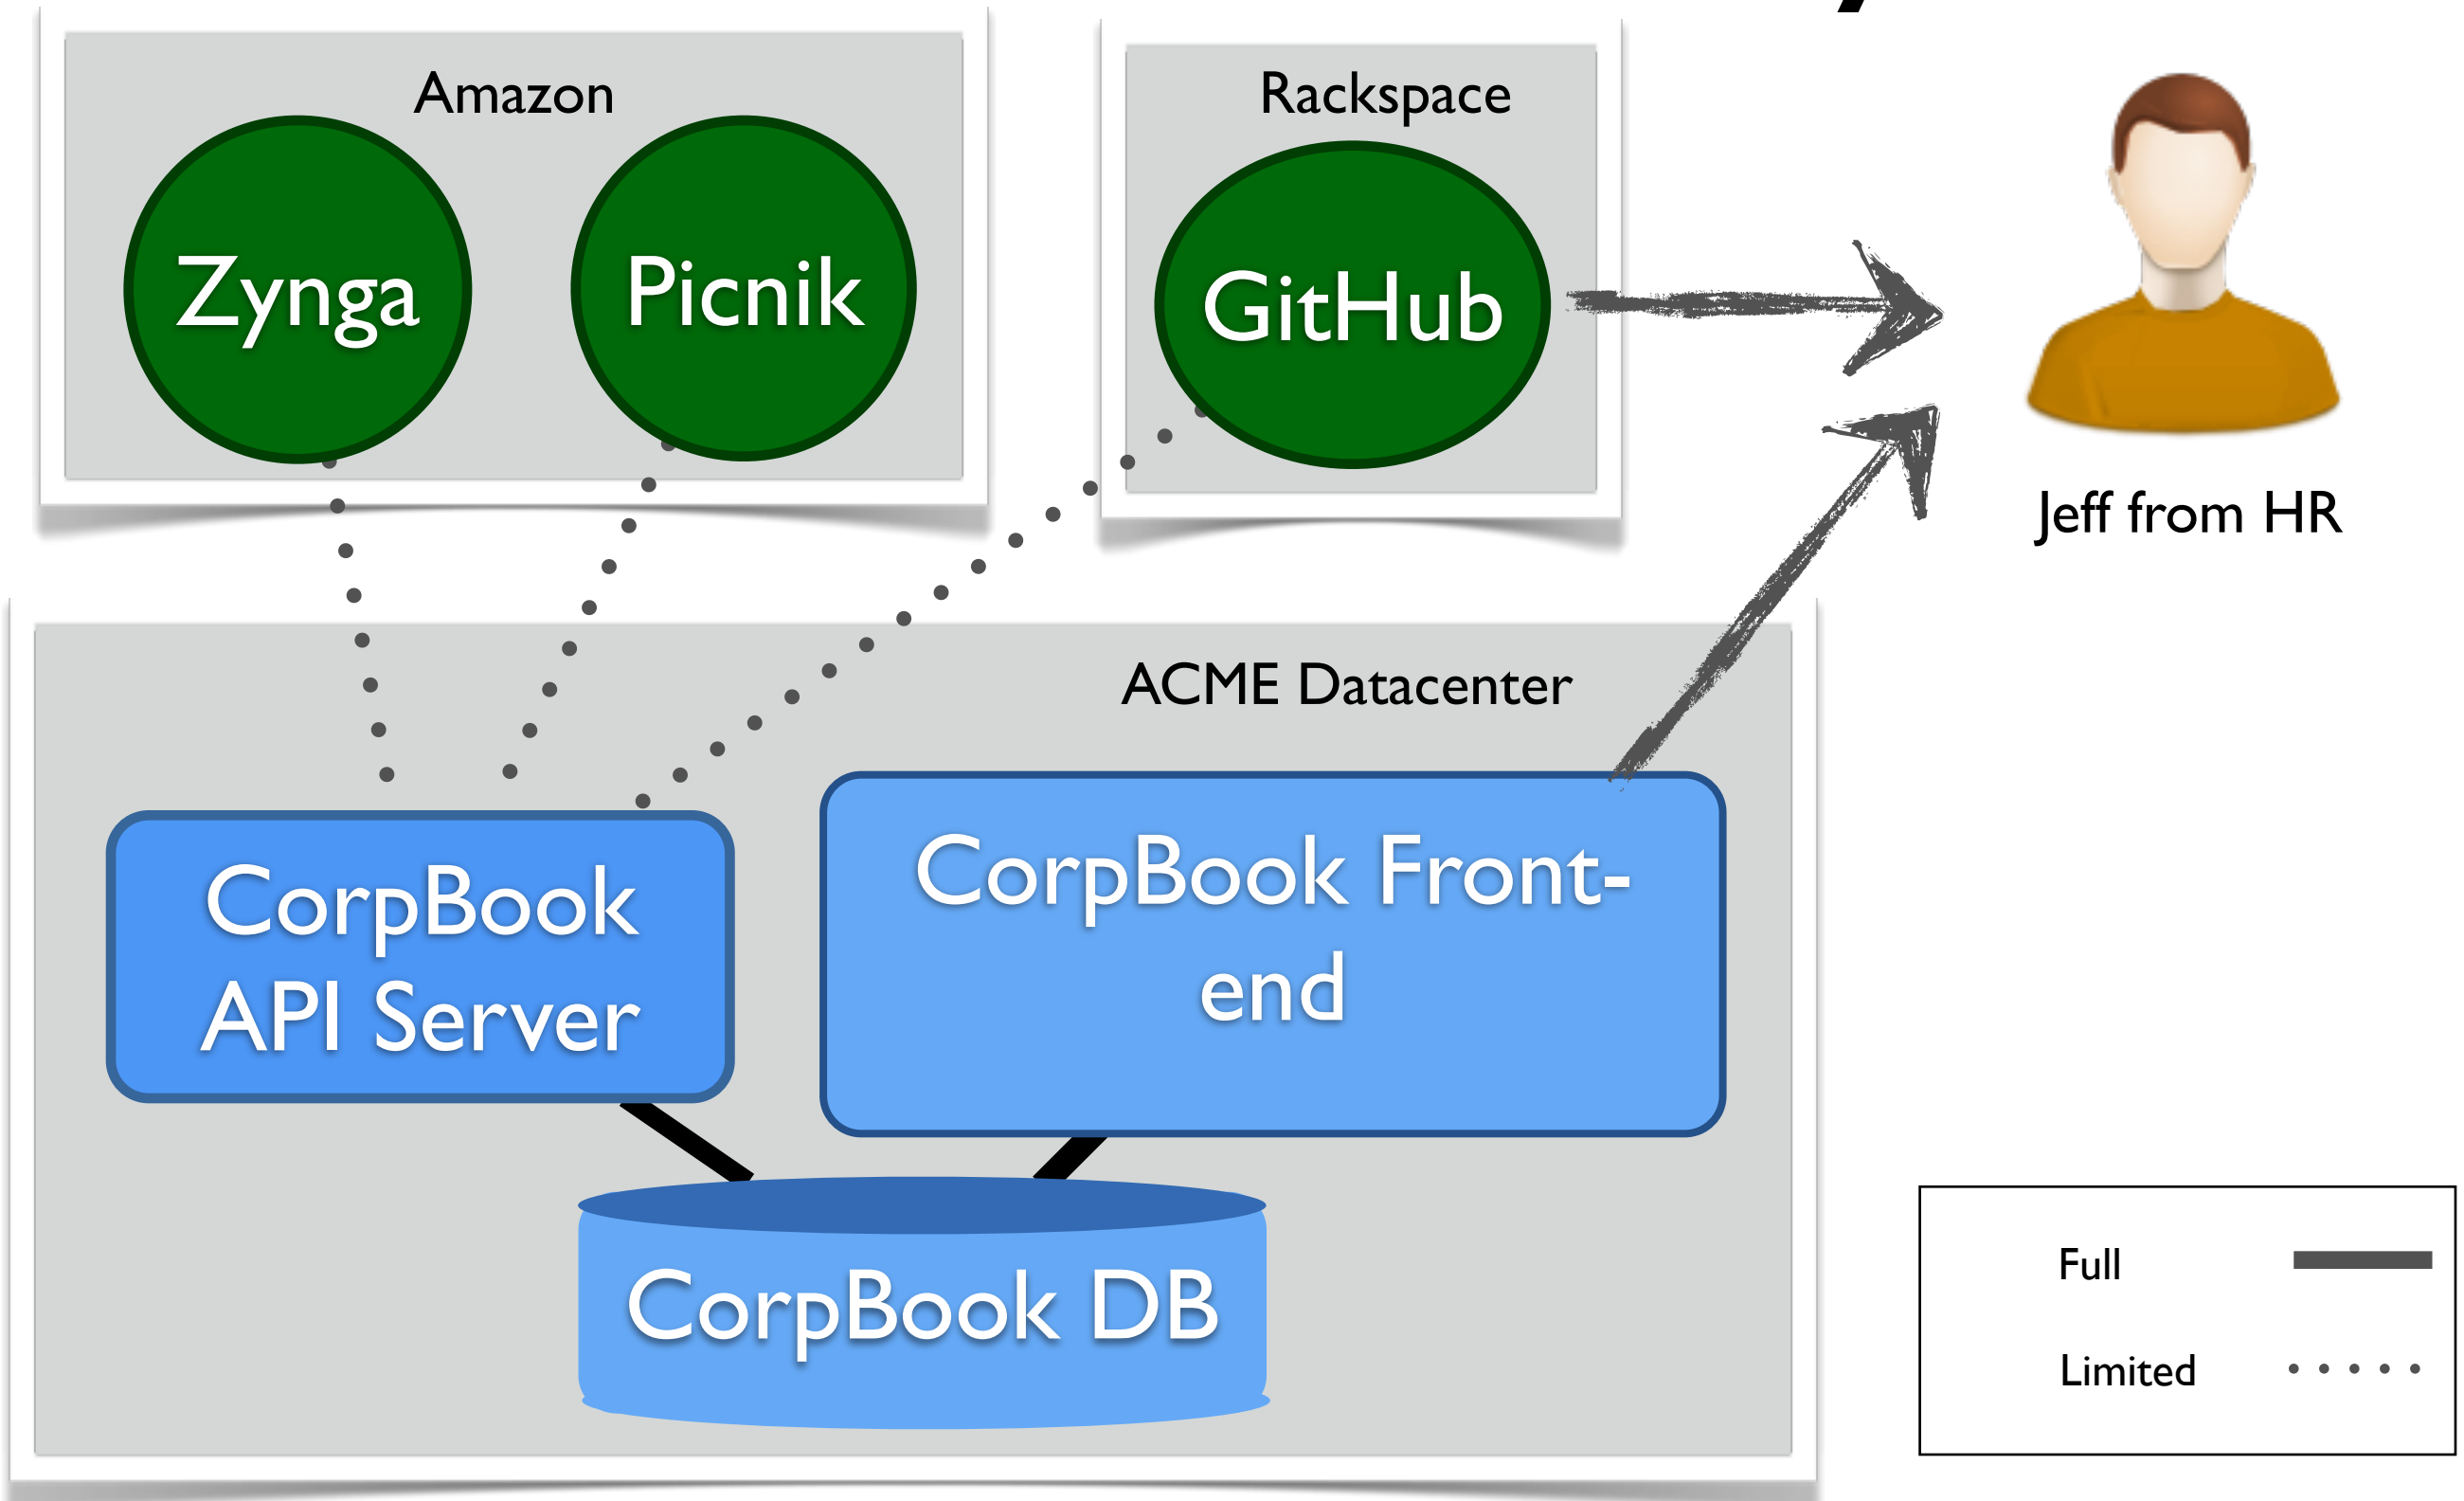 Amazon
Rackspace
Zynga
Picnik
GitHub
Jeff from HR
ACME Datacenter
CorpBook
API Server
CorpBook Front-
end
CorpBook DB
Full
Limited